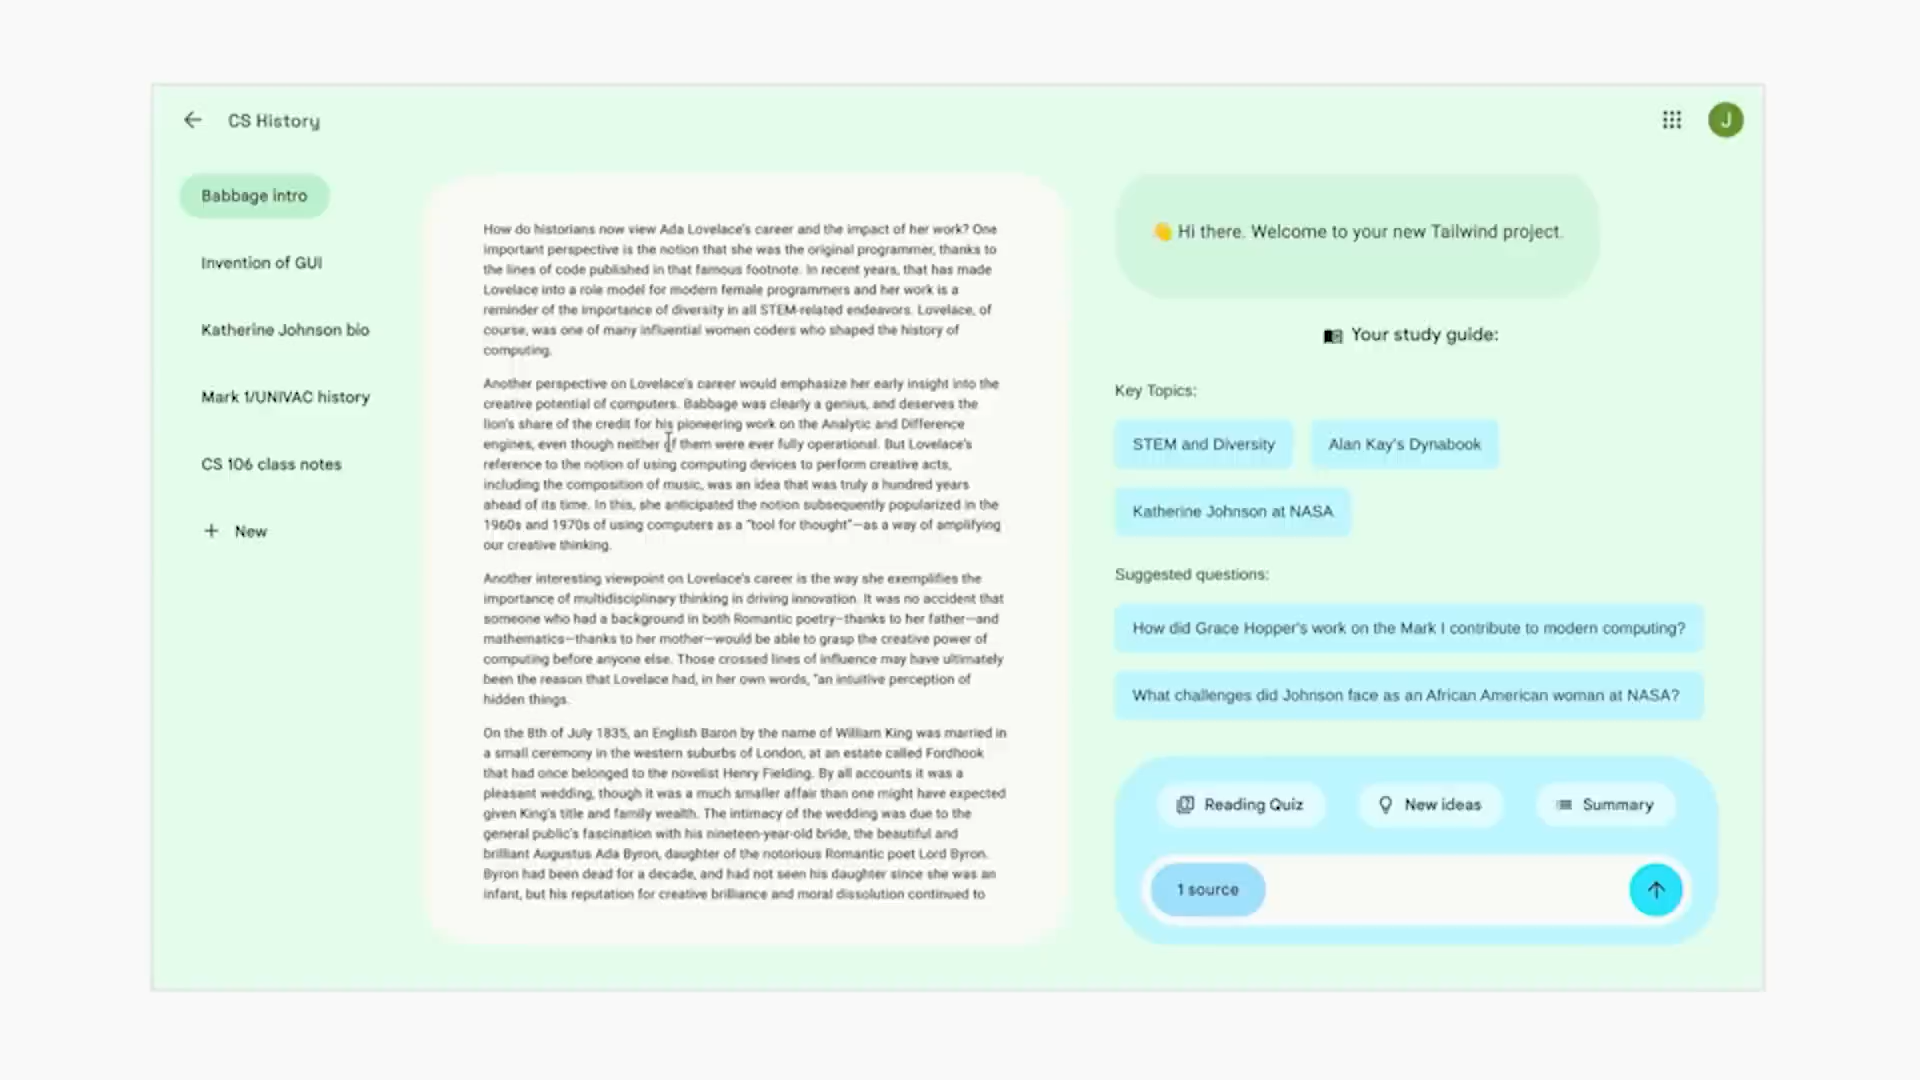 CS History
J
Babbage intro
Invention of GUI
Katherine Johnson bio
Mark 1/UNIVAC history
CS 106 class notes
+ New
How do historians now view Ada Lovelace's career and the impact of her work? One
important perspective is the notion that she was the original programmer, thanks to
the lines of code published in that famous footnote. In recent years, that has made
Lovelace into a role model for modern female programmers and her work is a
reminder of the importance of diversity in all STEM-related endeavors. Lovelace, of
course, was one of many influential women coders who shaped the history of
computing.
Another perspective on Lovelace's career would emphasize her early insight into the
creative potential of computers. Babbage was clearly a genius, and deserves the
lion's share of the credit for his pioneering work on the Analytic and Difference
engines, even though neither of them were ever fully operational. But Lovelace's
reference to the notion of using computing devices to perform creative acts,
including the composition of music, was an idea that was truly a hundred years
ahead of its time. In this, she anticipated the notion subsequently popularized in the
1960s and 1970s of using computers as a "tool for thought"—as a way of amplifying
our creative thinking.
Another interesting viewpoint on Lovelace's career is the way she exemplifies the
importance of multidisciplinary thinking in driving innovation. It was no accident that
someone who had a background in both Romantic poetry—thanks to her father—and
mathematics—thanks to her mother—would be able to grasp the creative power of
computing before anyone else. Those crossed lines of influence may have ultimately
been the reason that Lovelace had, in her own words, "an intuitive perception of
hidden things.
On the 8th of July 1835, an English Baron by the name of William King was married in
a small ceremony in the western suburbs of London, at an estate called Fordhook
that had once belonged to the novelist Henry Fielding. By all accounts it was a
pleasant wedding, though it was a much smaller affair than one might have expected
given King's title and family wealth. The intimacy of the wedding was due to the
general public's fascination with his nineteen-year-old bride, the beautiful and
brilliant Augustus Ada Byron, daughter of the notorious Romantic poet Lord Byron.
Byron had been dead for a decade, and had not seen his daughter since she was an
infant, but his reputation for creative brilliance and moral dissolution continued to
👋 Hi there. Welcome to your new Tailwind project.
Your study guide:
Key Topics:
STEM and Diversity
Alan Kay's Dynabook
Katherine Johnson at NASA
Suggested questions:
How did Grace Hopper's work on the Mark I contribute to modern computing?
What challenges did Johnson face as an African American woman at NASA?
Reading Quiz
New ideas
Summary
1 source